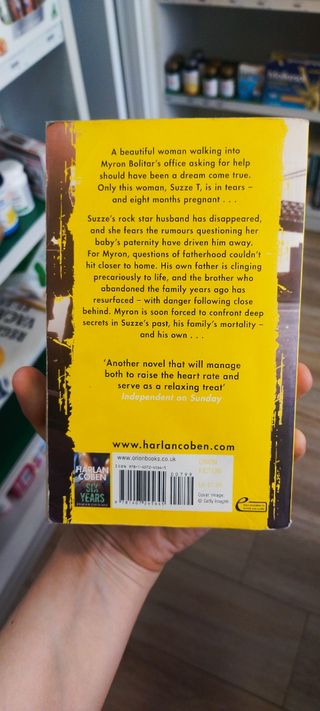 A beautiful woman walking into
Myron Bolitar's office asking for help
should have been a dream come true.
Only this woman, Suzze T, is in tears –
and eight months pregnant . . .
Suzze's rock star husband has disappeared,
and she fears the rumours questioning her
baby's paternity have driven him away.
For Myron, questions of fatherhood couldn't
hit closer to home. His own father is clinging
precariously to life, and the brother who
abandoned the family years ago has
resurfaced – with danger following close
behind. Myron is soon forced to confront deep
secrets in Suzze's past, his family's mortality –
and his own . . .
'Another novel that will manage
both to raise the heart rate and
serve as a relaxing treat'
Independent on Sunday
www.harlancoben.com
www.orionbooks.co.uk
HARLAN
COBEN
SIX
YEARS
00799
ORION
FICTION
Cover image
© Getty Images